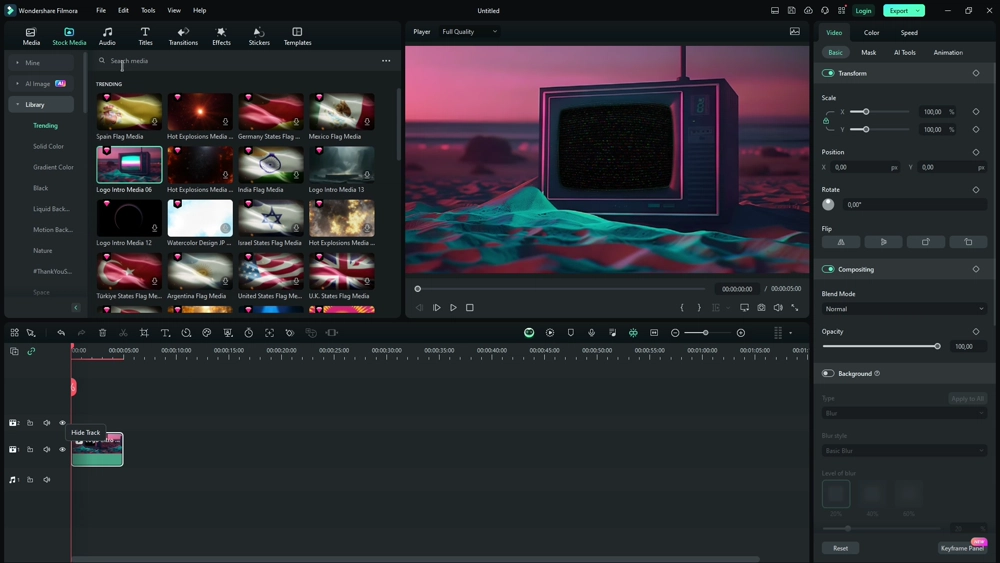 Wondershare Filmora File Edit Tools View Help Untitled Login Export
Media Stock Media Audio Titles Transitions Effects Stickers Templates
Player Full Quality
Video Color Speed
Mine
Search media
Basic Mask AI Tools Animation
AI Image AI
TRENDING
Transform
Library
Trending
Solid Color
Gradient Color
Black
Liquid Back...
Motion Back...
Nature
#ThankYouS...
Space
Spain Flag Media Hot Explosions Media ... Germany States Flag ... Mexico Flag Media
Logo Intro Media 06 Hot Explosions Media ... India Flag Media Logo Intro Media 13
Logo Intro Media 12 Watercolor Design JP ... Israel States Flag Media Hot Explosions Media ...
Türkiye States Flag Me... Argentina Flag Media United States Flag Med... U.K. States Flag Media
Scale
X 100,00 %
Y 100,00 %
Position
X 0,00 px Y 0,00 px
Rotate
0,00°
Flip
Compositing
Blend Mode
Normal
Opacity
100,00
Background
Type Apply to All
Blur
Blur style
Basic Blur
Level of blur
20% 40% 60%
20 %
Reset Keyframe Panel
NEW
00:00:00:00 / 00:00:05:00
00:00 00:00:05:00 00:00:10:00 00:00:15:00 00:00:20:00 00:00:25:00 00:00:30:00 00:00:35:00 00:00:40:00 00:00:45:00 00:00:50:00 00:00:55:00 00:01:00:00 00:01:05:00 00:01:
2
Hide Track
1
1